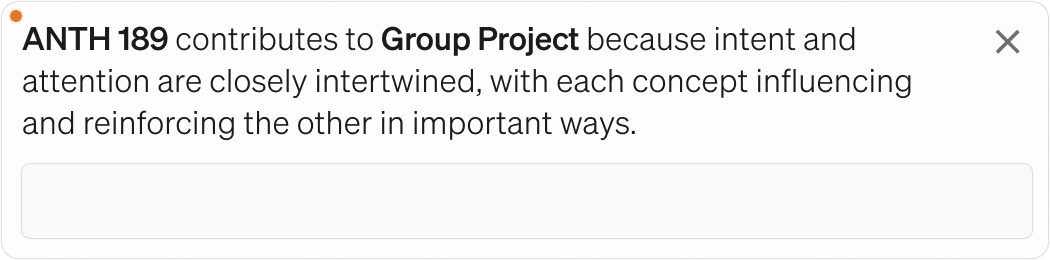 ANTH 189 contributes to Group Project because intent and
attention are closely intertwined, with each concept influencing
and reinforcing the other in important ways.